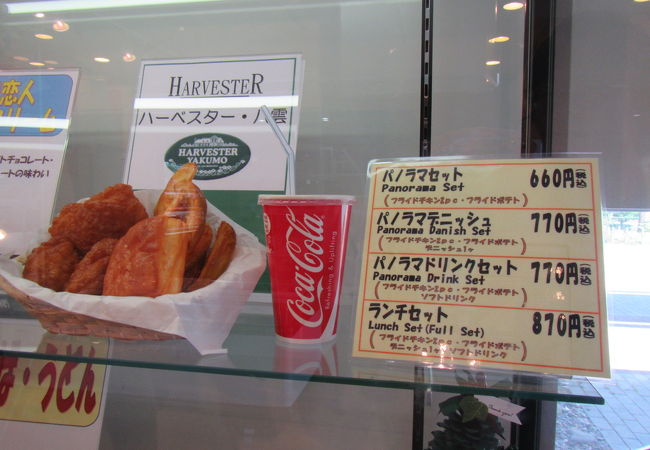 恋人
HARVESTER
ハーベスター・八雲
HARVESTER
YAKUMO
トチョコレート・
ートの味わい
Coca-Cola
Refreshing & Uplifting
パノラマセット 660円税込
Panorama Set
(フライドチキン2pc・フライドポテト)
パノラマデニッシュ 770円税込
Panorama Danish Set
(フライドチキン2pc・フライドポテト
デニッシュ1ヶ)
パノラマドリンクセット 770円税込
Panorama Drink Set
(フライドチキン2pc・フライドポテト
ソフトドリンク)
ランチセット 870円税込
Lunch Set(Full Set)
(フライドチキン2pc・フライドポテト
デニッシュ1ヶ ソフトドリンク)
・うどん
Thank you